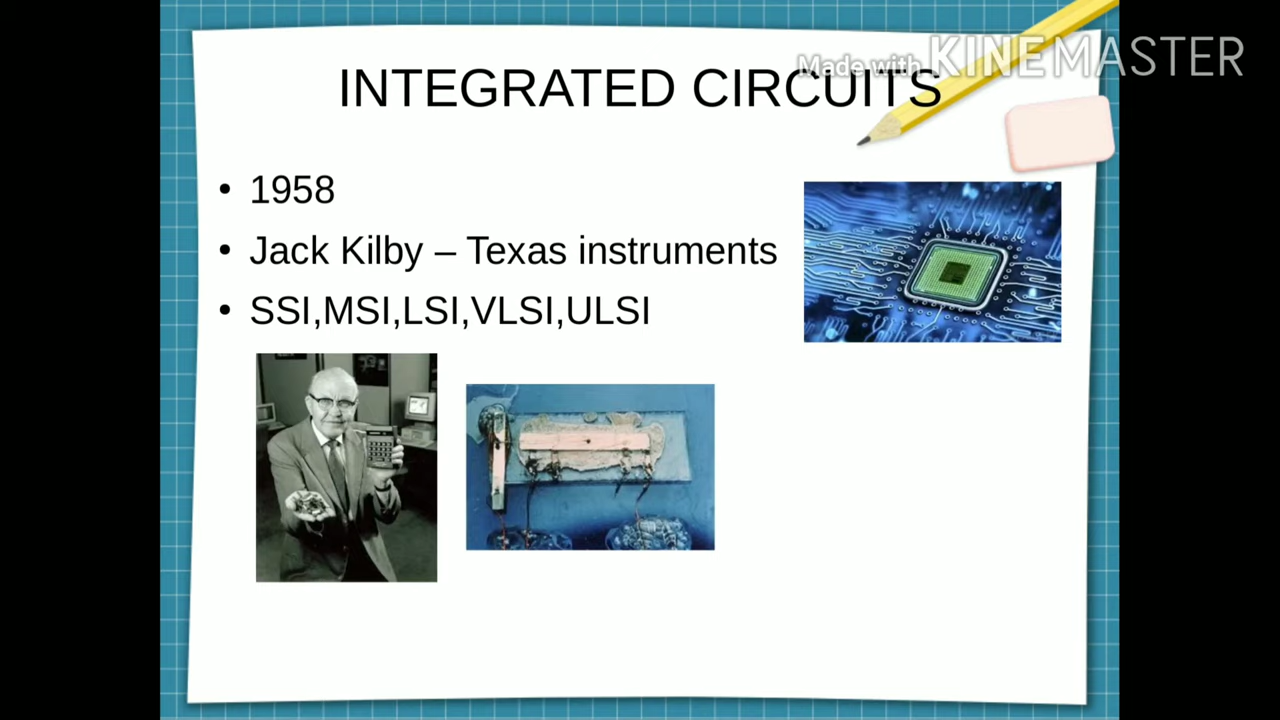 Made with KINEMASTER
INTEGRATED CIRCUITS
1958
Jack Kilby – Texas instruments
SSI,MSI,LSI,VLSI,ULSI